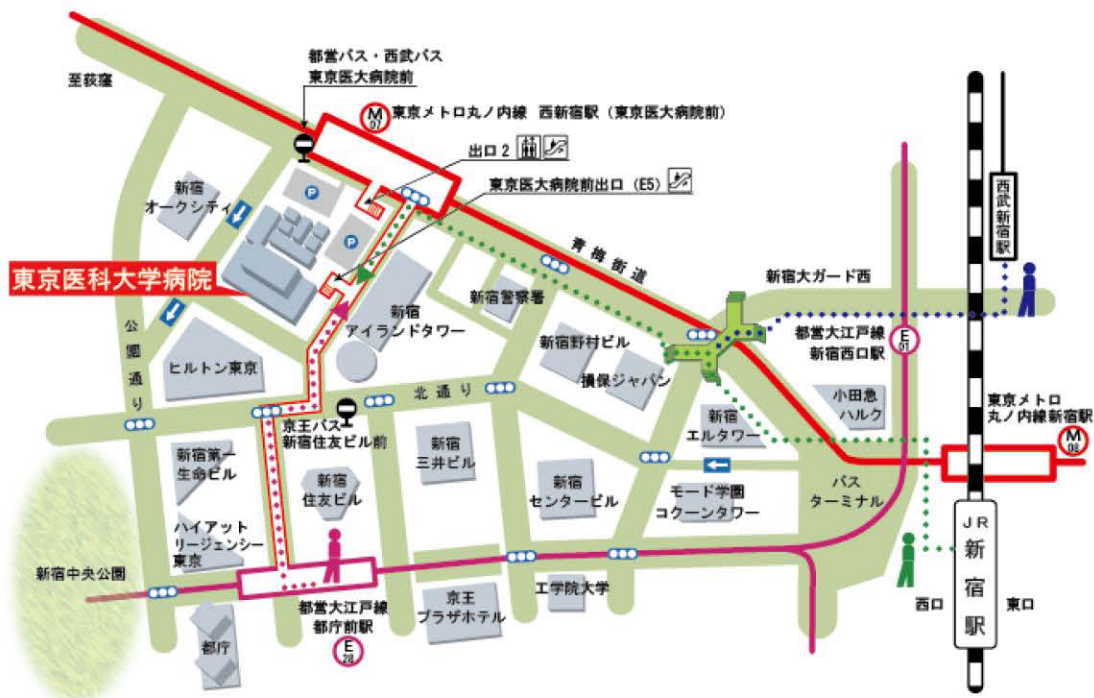 都営バス・西武バス
東京医大病院前
至荻窪
M
07
東京メトロ丸ノ内線 西新宿駅(東京医大病院前)
出口 2
東京医大病院前出口(E5)
新宿
オークシティ
P
P
東京医科大学病院
青梅街道
新宿大ガード西
西武新宿駅
新宿警察署
新宿
アイランドタワー
公園通り
ヒルトン東京
新宿野村ビル
損保ジャパン
都営大江戸線
新宿西口駅
E
01
北通り
小田急
ハルク
東京メトロ
丸ノ内線新宿駅
M
08
京王バス
新宿住友ビル前
新宿
エルタワー
新宿第一
生命ビル
新宿
住友ビル
新宿
三井ビル
新宿
センタービル
モード学園
コクーンタワー
バス
ターミナル
ハイアット
リージェンシー
東京
新宿中央公園
JR
新宿駅
西口
東口
都営大江戸線
都庁前駅
E
28
都庁
京王
プラザホテル
工学院大学